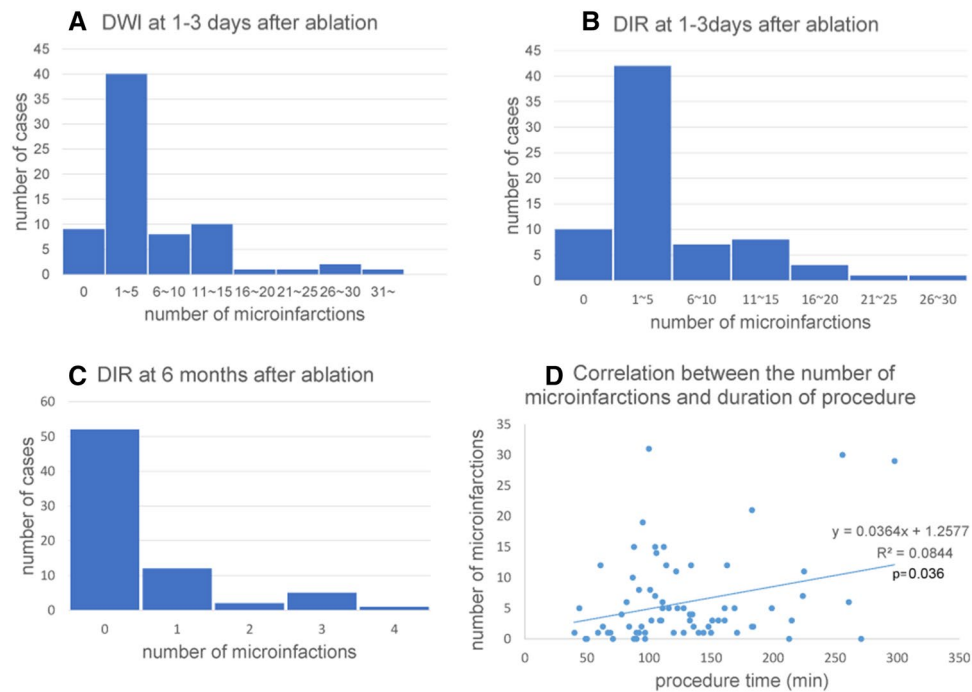 A DWI at 1-3 days after ablation
45
40
35
30
25
20
15
10
5
0
number of cases
0 1~5 6~10 11~15 16~20 21~25 26~30 31~
number of microinfarctions
B DIR at 1-3days after ablation
45
40
35
30
25
20
15
10
5
0
number of cases
0 1~5 6~10 11~15 16~20 21~25 26~30
number of microinfarctions
C DIR at 6 months after ablation
60
50
40
30
20
10
0
number of cases
0 1 2 3 4
number of microinfactions
D Correlation between the number of
microinfarctions and duration of procedure
35
30
25
20
15
10
5
0
number of microinfarctions
y = 0.0364x + 1.2577
R² = 0.0844
p=0.036
0 50 100 150 200 250 300 350
procedure time (min)